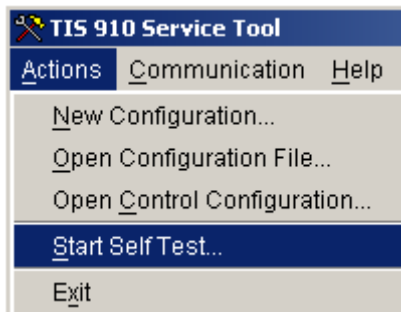 TIS 910 Service Tool
Actions Communication Help
New Configuration...
Open Configuration File...
Open Control Configuration...
Start Self Test...
Exit